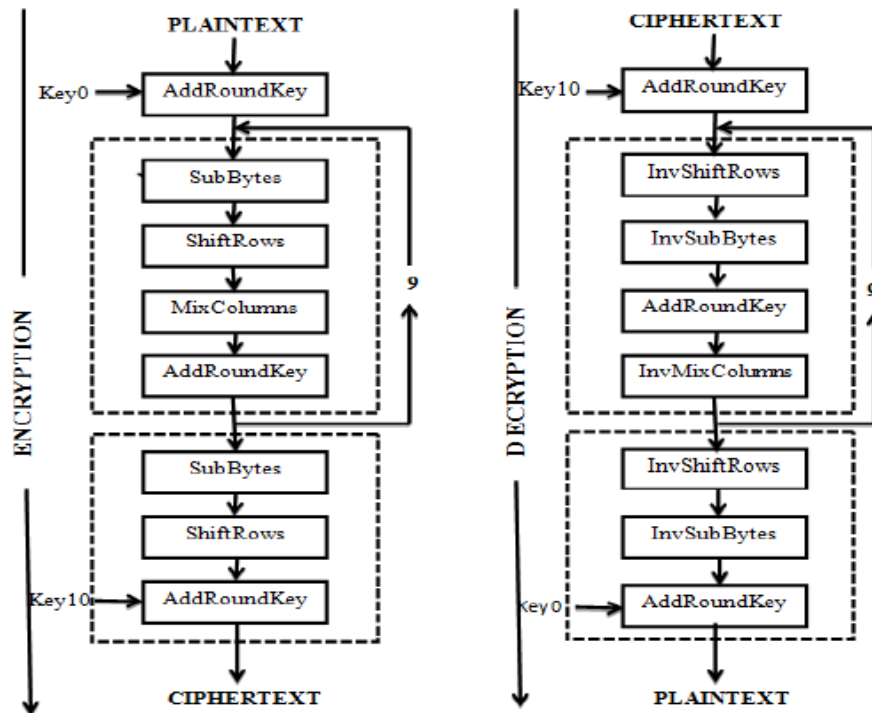 PLAINTEXT
Key0
AddRoundKey
SubBytes
ShiftRows
MixColumns
AddRoundKey
9
SubBytes
ShiftRows
Key10
AddRoundKey
CIPHERTEXT
ENCRYPTION
CIPHERTEXT
Key10
AddRoundKey
InvShiftRows
InvSubBytes
AddRoundKey
InvMixColumns
9
InvShiftRows
InvSubBytes
Key0
AddRoundKey
PLAINTEXT
DECRYPTION